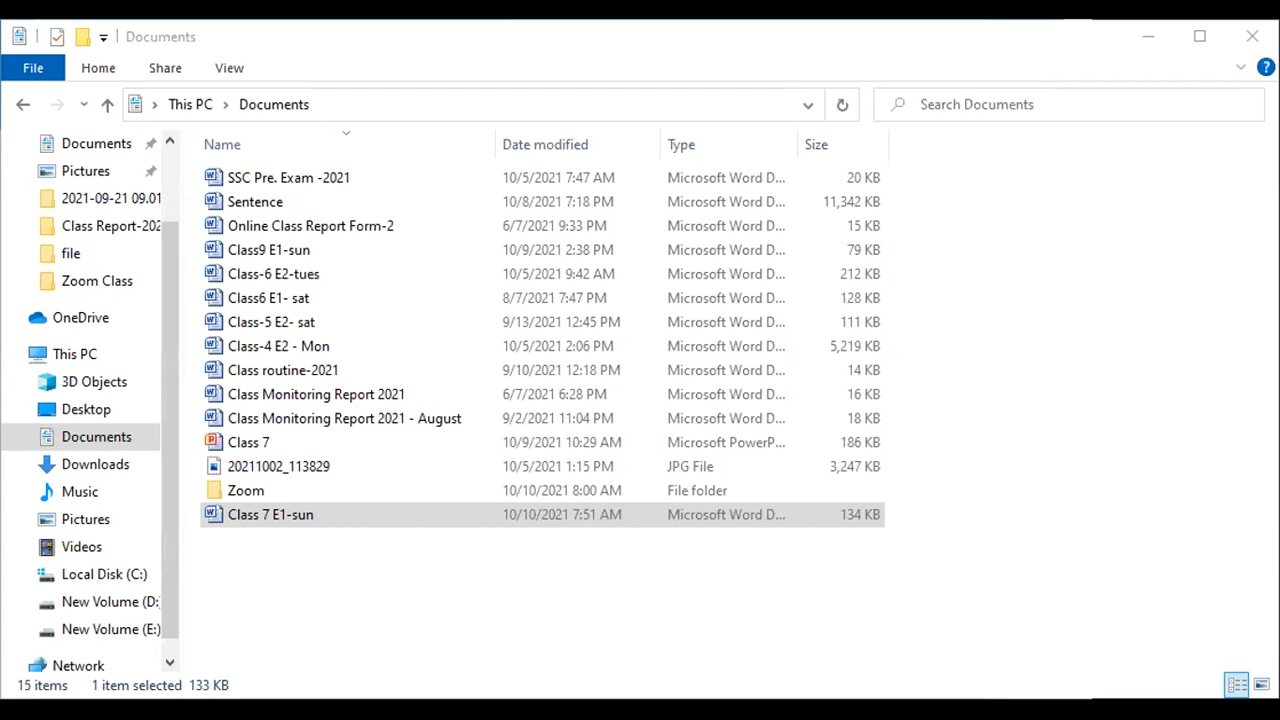 Documents
File Home Share View
This PC Documents Search Documents
Name Date modified Type Size
Documents
Pictures
2021-09-21 09.01
Class Report-202
file
Zoom Class
OneDrive
This PC
3D Objects
Desktop
Documents
Downloads
Music
Pictures
Videos
Local Disk (C:)
New Volume (D:
New Volume (E:)
Network
SSC Pre. Exam -2021 10/5/2021 7:47 AM Microsoft Word D... 20 KB
Sentence 10/8/2021 7:18 PM Microsoft Word D... 11,342 KB
Online Class Report Form-2 6/7/2021 9:33 PM Microsoft Word D... 15 KB
Class9 E1-sun 10/9/2021 2:38 PM Microsoft Word D... 79 KB
Class-6 E2-tues 10/5/2021 9:42 AM Microsoft Word D... 212 KB
Class6 E1- sat 8/7/2021 7:47 PM Microsoft Word D... 128 KB
Class-5 E2- sat 9/13/2021 12:45 PM Microsoft Word D... 111 KB
Class-4 E2 - Mon 10/5/2021 2:06 PM Microsoft Word D... 5,219 KB
Class routine-2021 9/10/2021 12:18 PM Microsoft Word D... 14 KB
Class Monitoring Report 2021 6/7/2021 6:28 PM Microsoft Word D... 16 KB
Class Monitoring Report 2021 - August 9/2/2021 11:04 PM Microsoft Word D... 18 KB
Class 7 10/9/2021 10:29 AM Microsoft PowerP... 186 KB
20211002_113829 10/5/2021 1:15 PM JPG File 3,247 KB
Zoom 10/10/2021 8:00 AM File folder
Class 7 E1-sun 10/10/2021 7:51 AM Microsoft Word D... 134 KB
15 items 1 item selected 133 KB